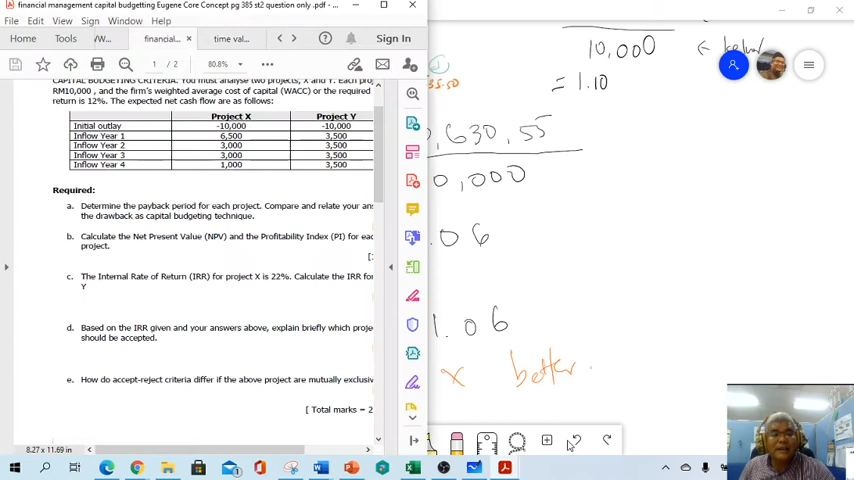 financial management capital budgetting Eugene Core Concept pg 385 st2 question only .pdf - ...
File Edit View Sign Window Help
Home Tools financial... × time val... Sign In
1 / 2 80.8%
CAPITAL BUDGETING CRITERIA. You must analyse two projects, X and Y. Each proj
RM10,000 , and the firm's weighted average cost of capital (WACC) or the required
return is 12%. The expected net cash flow are as follows:
Project X Project Y
Initial outlay -10,000 -10,000
Inflow Year 1 6,500 3,500
Inflow Year 2 3,000 3,500
Inflow Year 3 3,000 3,500
Inflow Year 4 1,000 3,500
Required:
a. Determine the payback period for each project. Compare and relate your ans
the drawback as capital budgeting technique.
b. Calculate the Net Present Value (NPV) and the Profitability Index (PI) for eac
project.
c. The Internal Rate of Return (IRR) for project X is 22%. Calculate the IRR for
Y
d. Based on the IRR given and your answers above, explain briefly which proje
should be accepted.
e. How do accept-reject criteria differ if the above project are mutually exclusiv
[ Total marks = 2
8.27 x 11.69 in
10,000
= 1.10
35.50
,630.55
0,000
.06
1.06
x better.